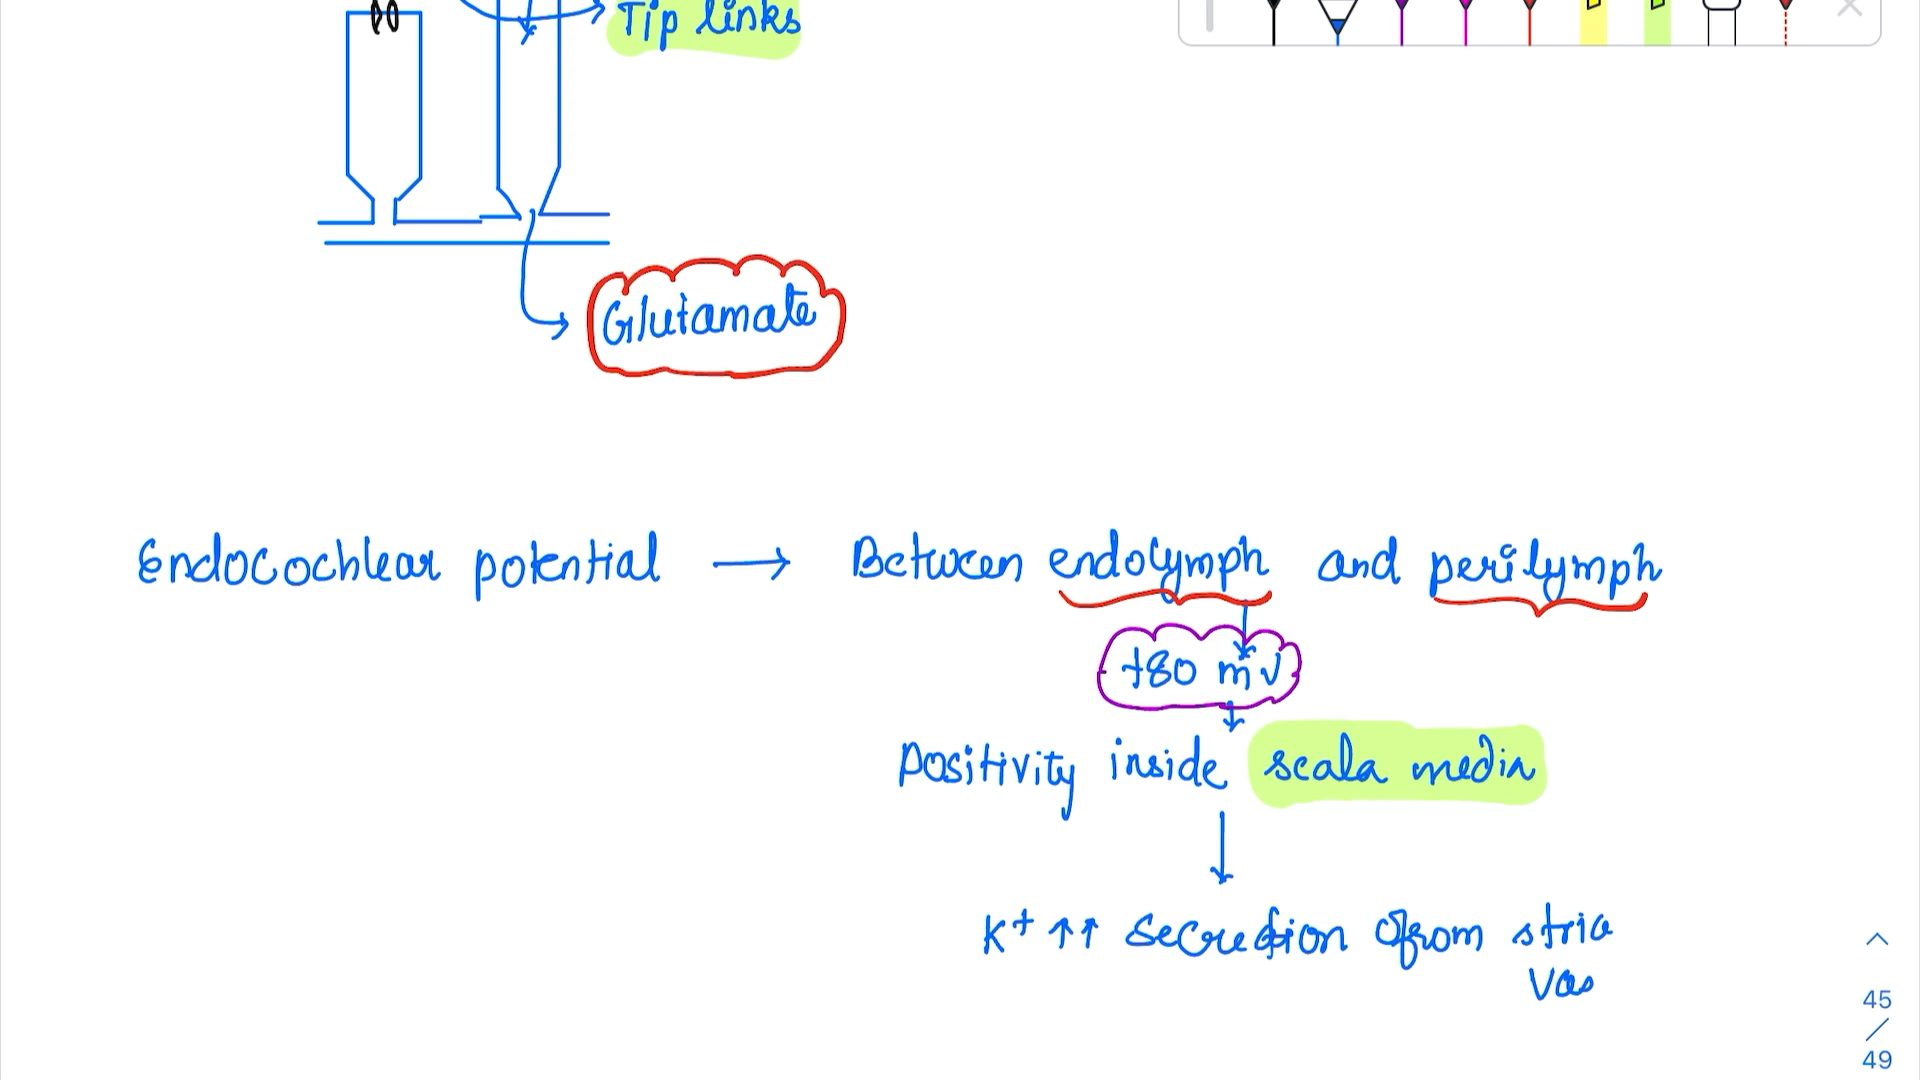 Tip links
Glutamate
Endocochlear potential → Between endolymph and perilymph
+80 mV
Positivity inside scala media
K+ ↑↑ secretion from stria
vas
45
/
49